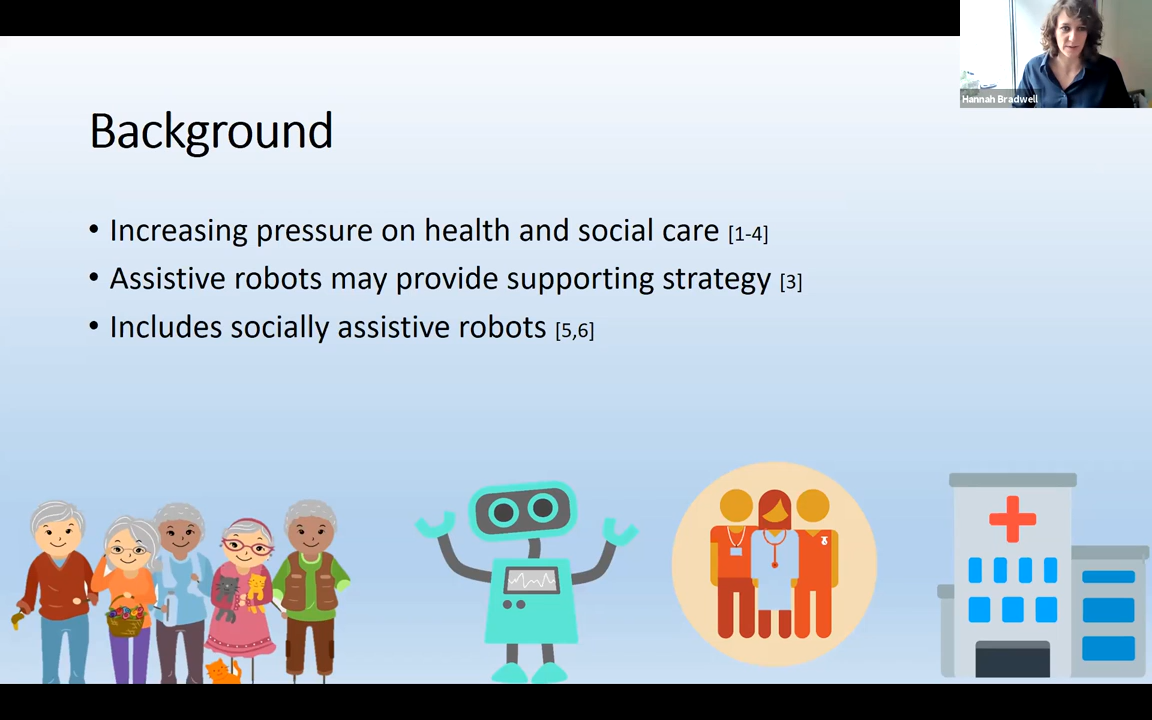 Hannah Bradwell
Background
• Increasing pressure on health and social care [1-4]
• Assistive robots may provide supporting strategy [3]
• Includes socially assistive robots [5,6]